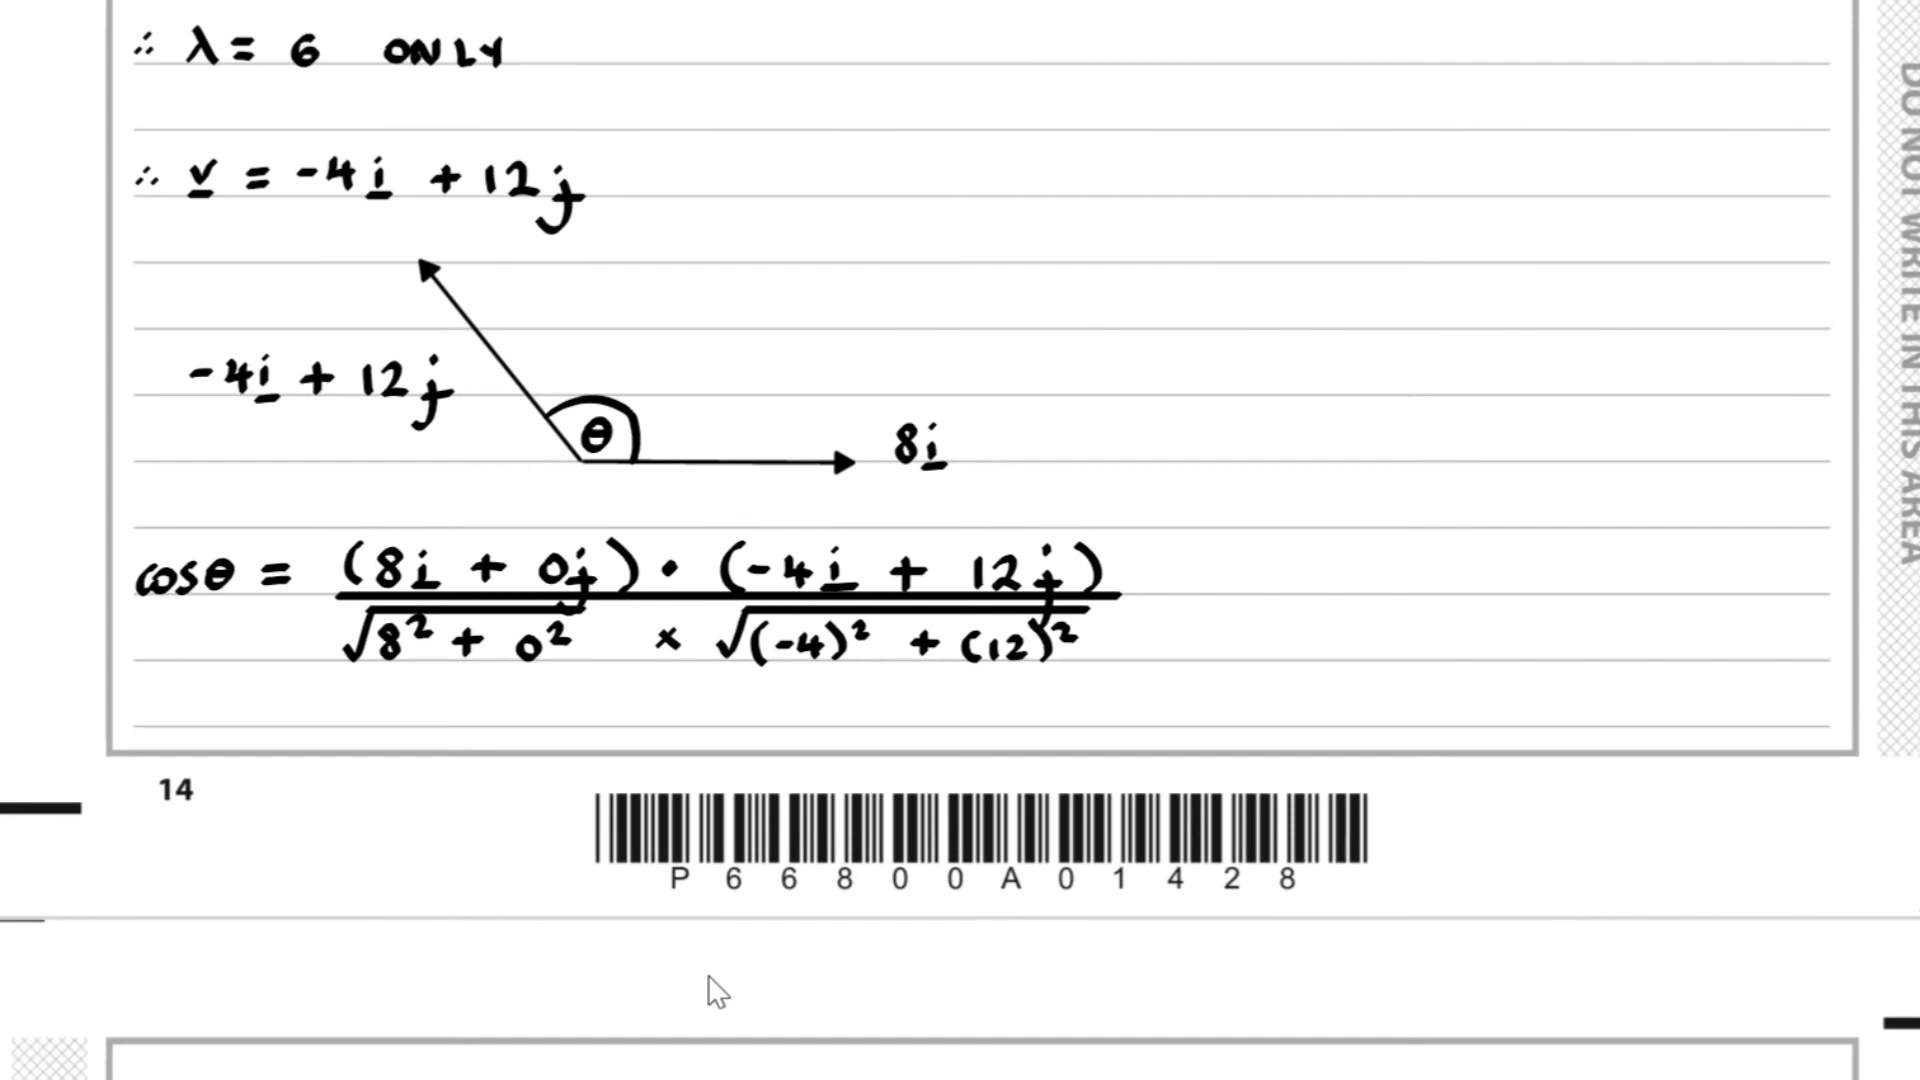 ∴ λ = 6 ONLY
∴ v = -4i + 12j
-4i + 12j
θ
8i
cosθ = (8i + 0j) · (-4i + 12j)
√8² + 0² × √(-4)² + (12)²
14
P 6 6 8 0 0 A 0 1 4 2 8
DO NOT WRITE IN THIS AREA